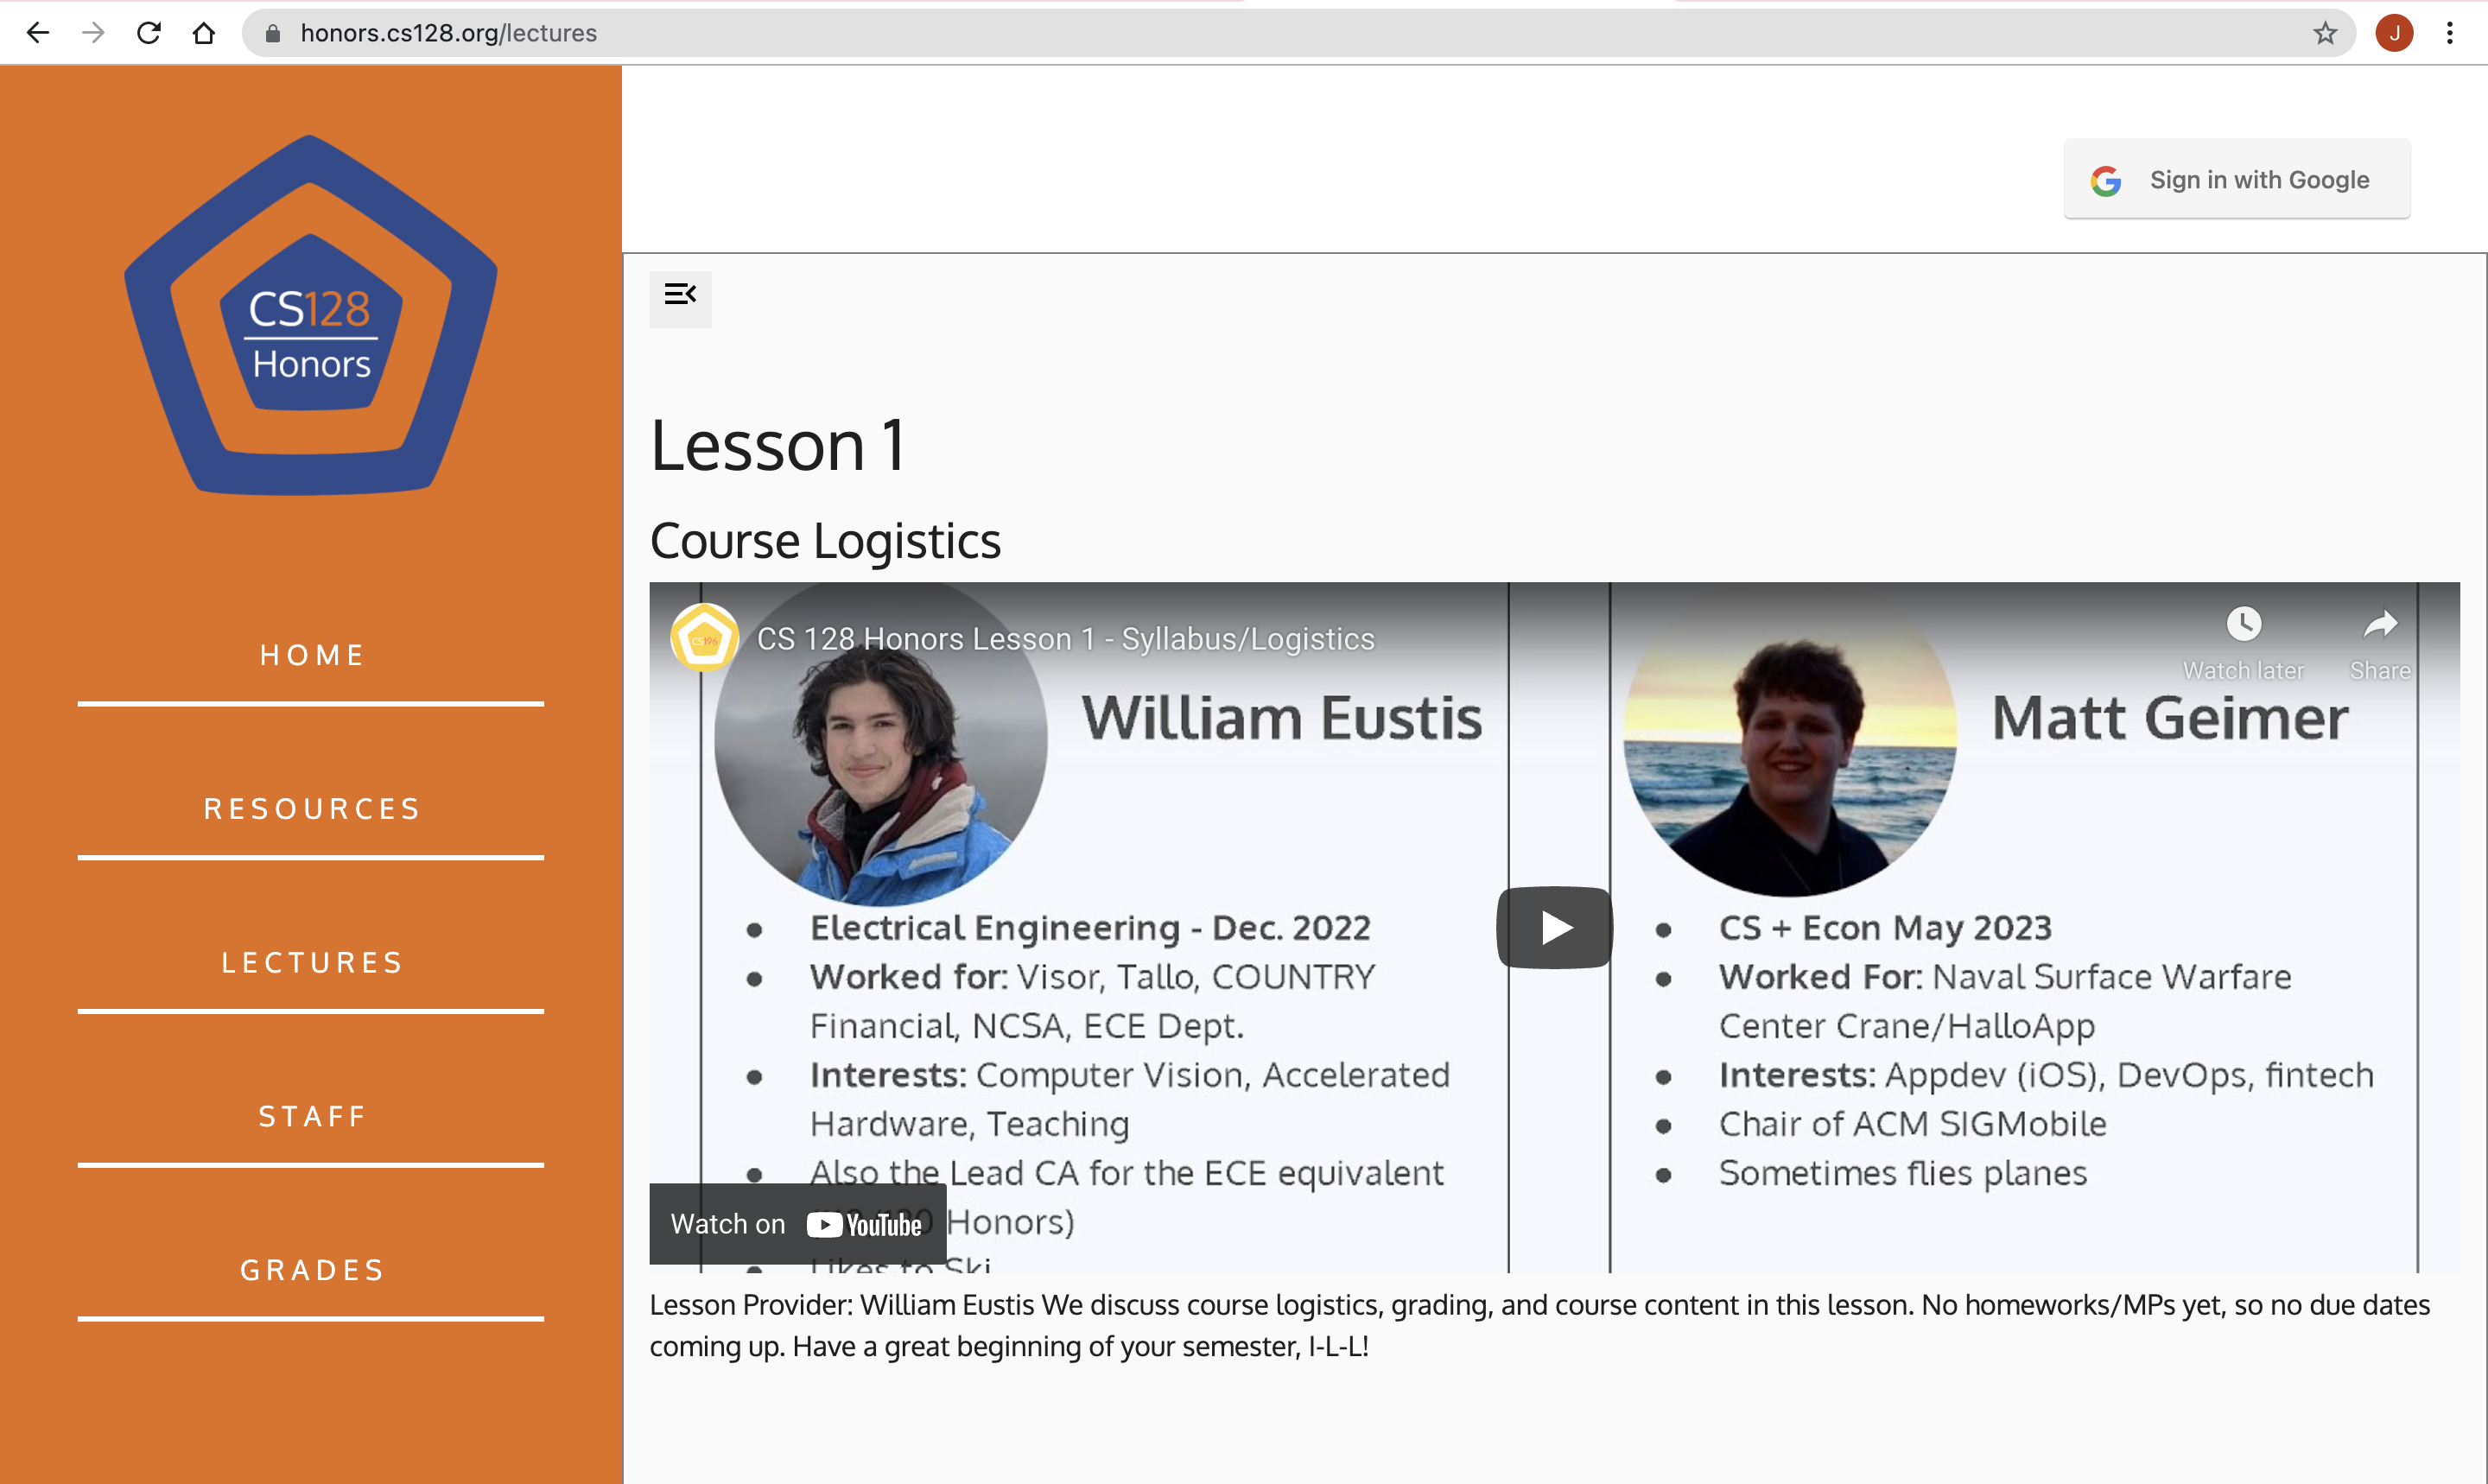 honors.cs128.org/lectures
J
Sign in with Google
CS128
Honors
HOME
RESOURCES
LECTURES
STAFF
GRADES
Lesson 1
Course Logistics
CS196
CS 128 Honors Lesson 1 - Syllabus/Logistics
Watch later
Share
William Eustis
● Electrical Engineering - Dec. 2022
● Worked for: Visor, Tallo, COUNTRY
Financial, NCSA, ECE Dept.
● Interests: Computer Vision, Accelerated
Hardware, Teaching
● Also the Lead CA for the ECE equivalent
Honors)
● Likes to Ski
Matt Geimer
● CS + Econ May 2023
● Worked For: Naval Surface Warfare
Center Crane/HalloApp
● Interests: Appdev (iOS), DevOps, fintech
● Chair of ACM SIGMobile
● Sometimes flies planes
Watch on YouTube
Lesson Provider: William Eustis We discuss course logistics, grading, and course content in this lesson. No homeworks/MPs yet, so no due dates
coming up. Have a great beginning of your semester, I-L-L!